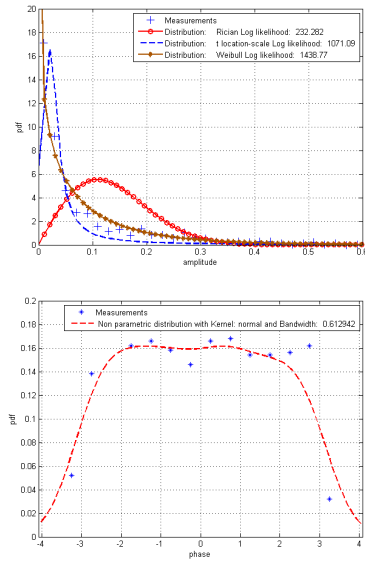 20
18
16
14
12
10
8
6
4
2
0
pdf
Measurements
Distribution: Rician Log likelihood: 232.282
Distribution: t location-scale Log likelihood: 1071.09
Distribution: Weibull Log likelihood: 1438.77
0 0.1 0.2 0.3 0.4 0.5 0.6
amplitude
0.2
0.18
0.16
0.14
0.12
0.1
0.08
0.06
0.04
0.02
0
pdf
Measurements
Non parametric distribution with Kernel: normal and Bandwidth: 0.612942
-4 -3 -2 -1 0 1 2 3 4
phase